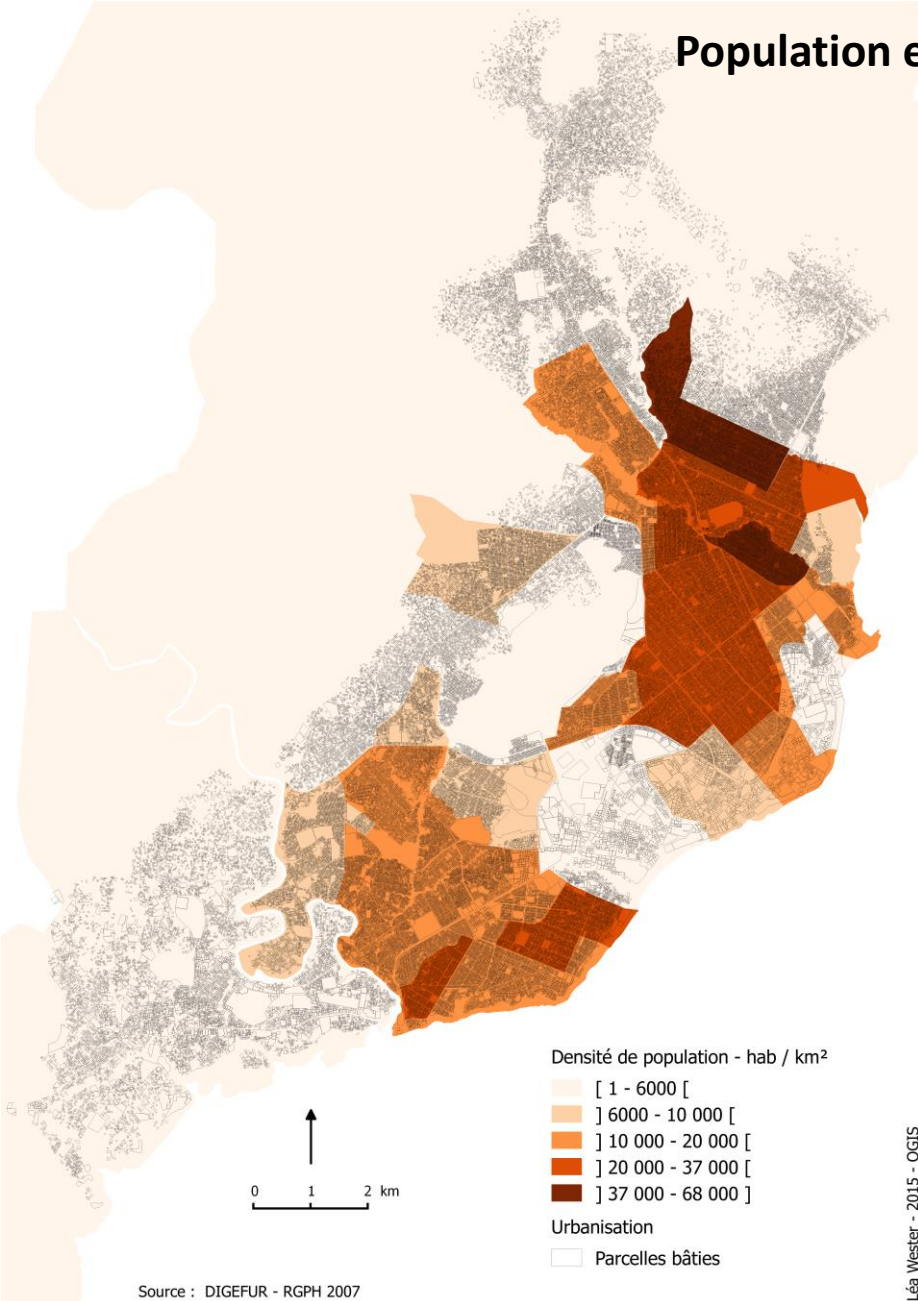 Population e
Densité de population - hab / km²
[ 1 - 6000 [
] 6000 - 10 000 [
] 10 000 - 20 000 [
] 20 000 - 37 000 [
] 37 000 - 68 000 ]
Urbanisation
Parcelles bâties
0 1 2 km
Source : DIGEFUR - RGPH 2007
Léa Wester - 2015 - OGIS